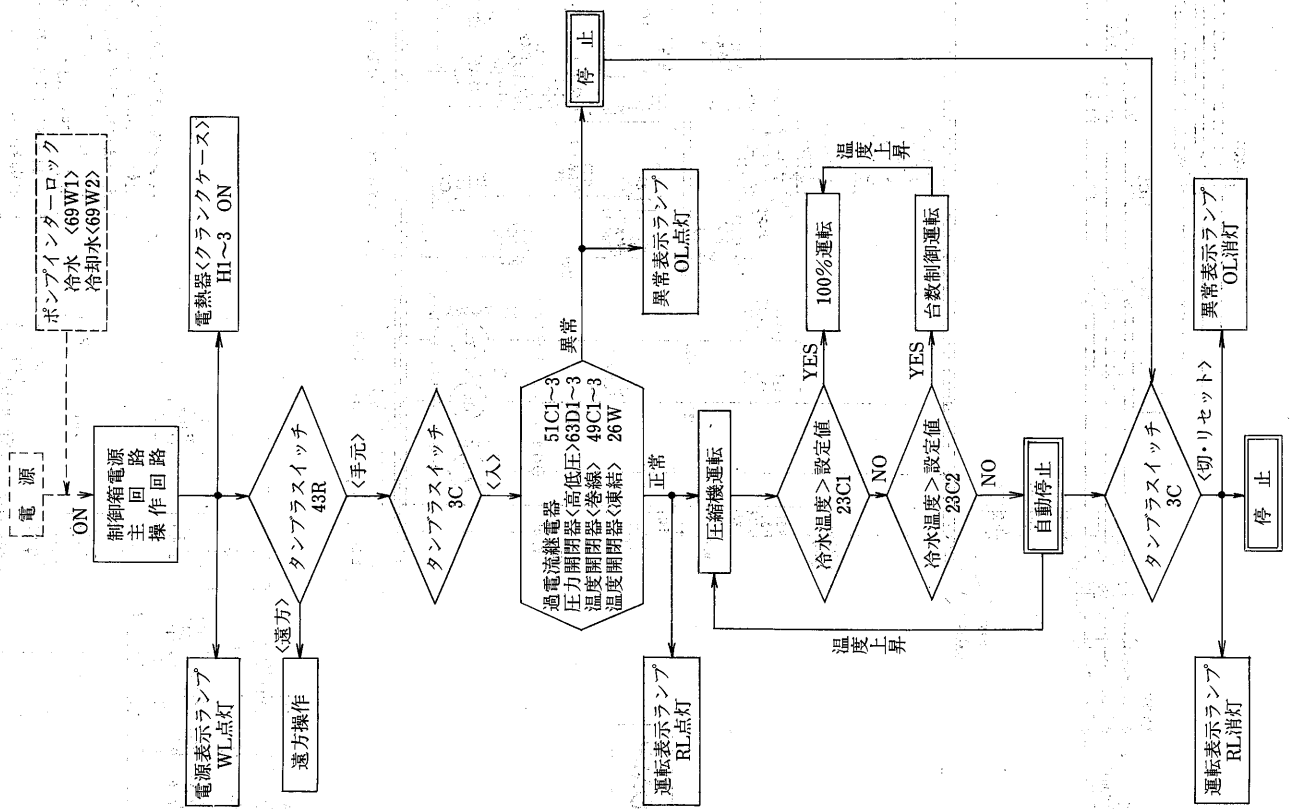 電源
ポンプインターロック
冷水<69W1>
冷却水<69W2>
ON
制御箱電源
主回路
操作回路
電源表示ランプ
WL点灯
電熱器<クランクケース>
H1~3 ON
タンブラスイッチ
43R
<遠方>
遠方操作
<手元>
タンブラスイッチ
3C
<入>
過電流継電器 51C1~3
圧力開閉器<高低圧>63D1~3
温度開閉器<巻線> 49C1~3
温度開閉器<凍結> 26W
異常
停止
異常表示ランプ
OL点灯
正常
運転表示ランプ
RL点灯
圧縮機運転
冷水温度>設定値
23C1
YES
100%運転
温度上昇
NO
冷水温度>設定値
23C2
YES
台数制御運転
NO
自動停止
温度上昇
タンブラスイッチ
3C
<切・リセット>
運転表示ランプ
RL消灯
停止
異常表示ランプ
OL消灯